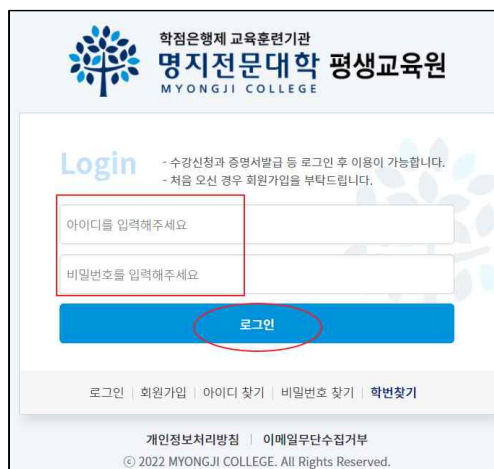 학점은행제 교육훈련기관
명지전문대학 평생교육원
MYONGJI COLLEGE
Login
- 수강신청과 증명서발급 등 로그인 후 이용이 가능합니다.
- 처음 오신 경우 회원가입을 부탁드립니다.
아이디를 입력해주세요
비밀번호를 입력해주세요
로그인
로그인 | 회원가입 | 아이디 찾기 | 비밀번호 찾기 | 학번찾기
개인정보처리방침 | 이메일무단수집거부
ⓒ 2022 MYONGJI COLLEGE. All Rights Reserved.